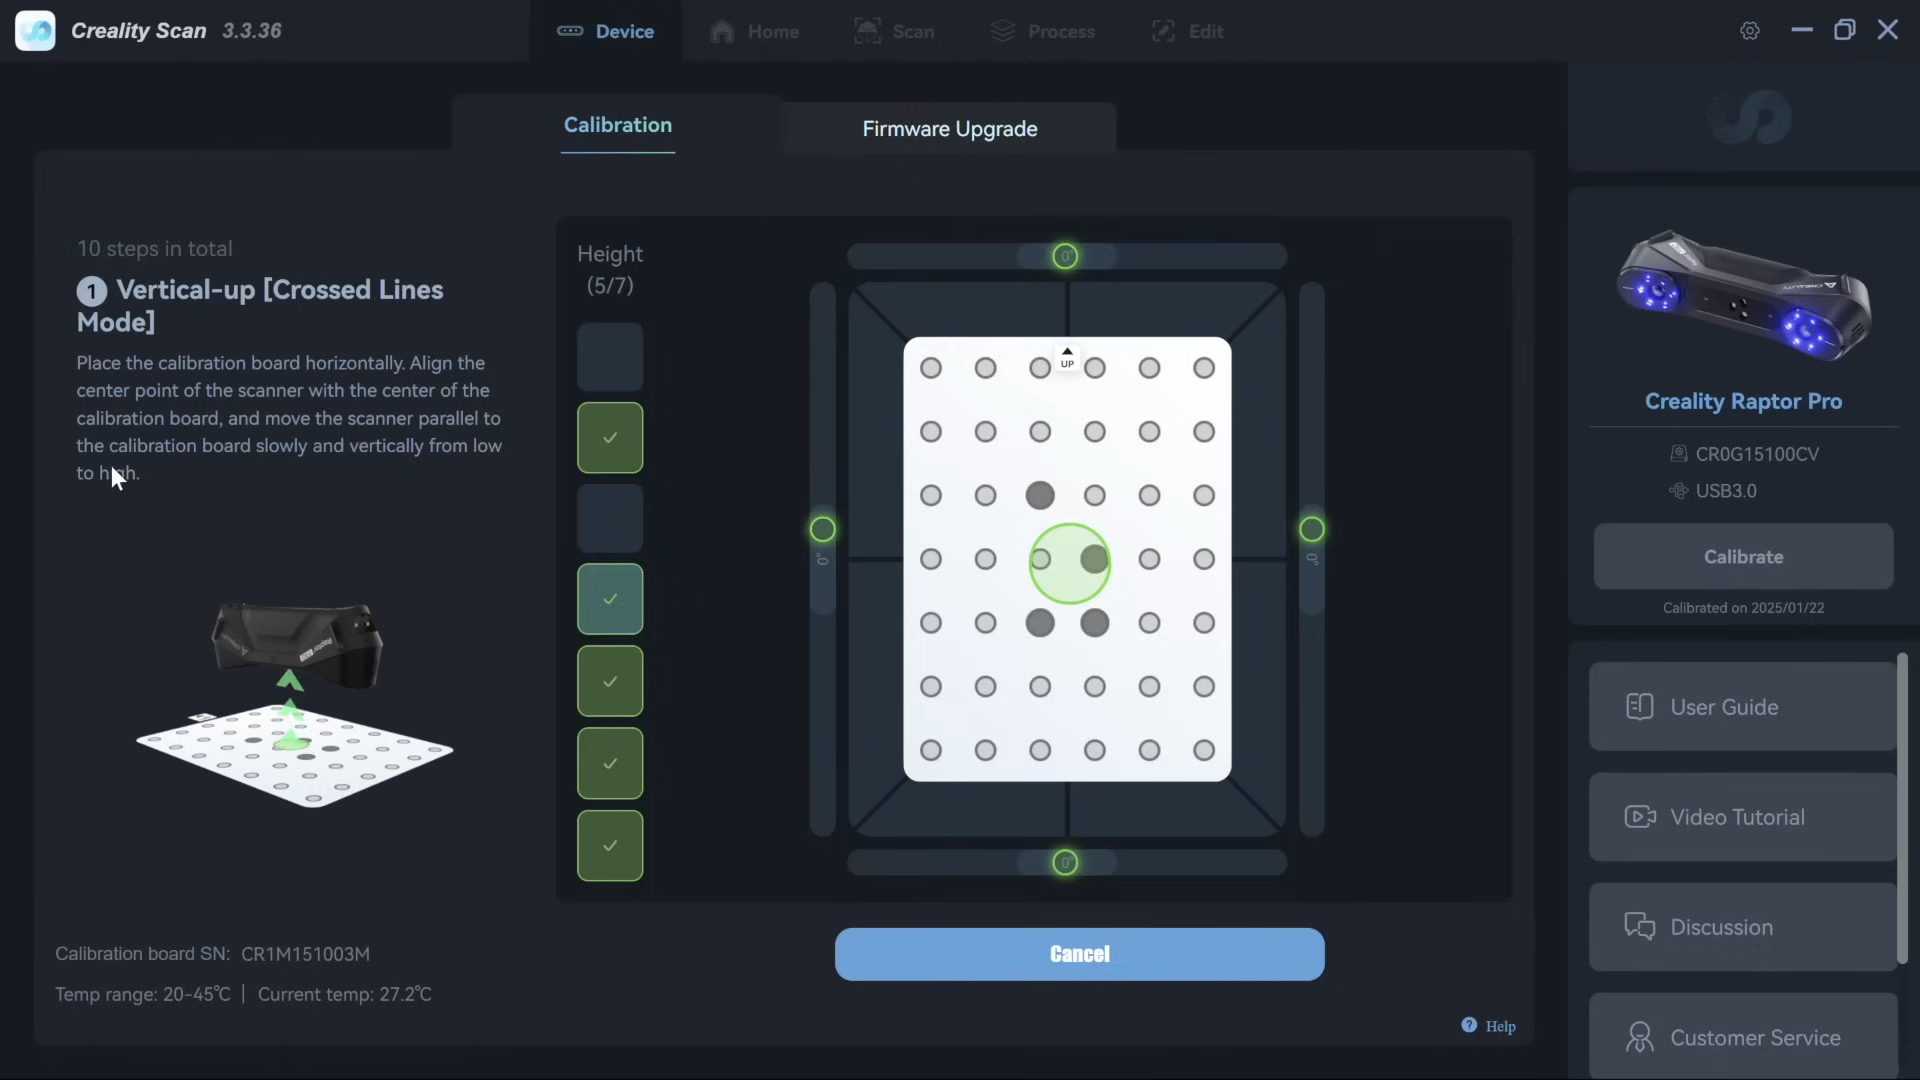 Creality Scan 3.3.36
Device
Home
Scan
Process
Edit
Calibration
Firmware Upgrade
10 steps in total
1 Vertical-up [Crossed Lines
Mode]
Place the calibration board horizontally. Align the
center point of the scanner with the center of the
calibration board, and move the scanner parallel to
the calibration board slowly and vertically from low
to high.
Height
(5/7)
0°
UP
0°
0°
0°
Calibration board SN: CR1M151003M
Temp range: 20-45℃ | Current temp: 27.2℃
Cancel
? Help
Creality Raptor Pro
CR0G15100CV
USB3.0
Calibrate
Calibrated on 2025/01/22
User Guide
Video Tutorial
Discussion
Customer Service